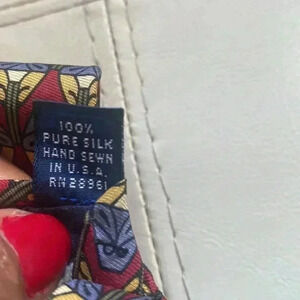 100%
PURE SILK
HAND SEWN
IN U.S.A.
RN 28961